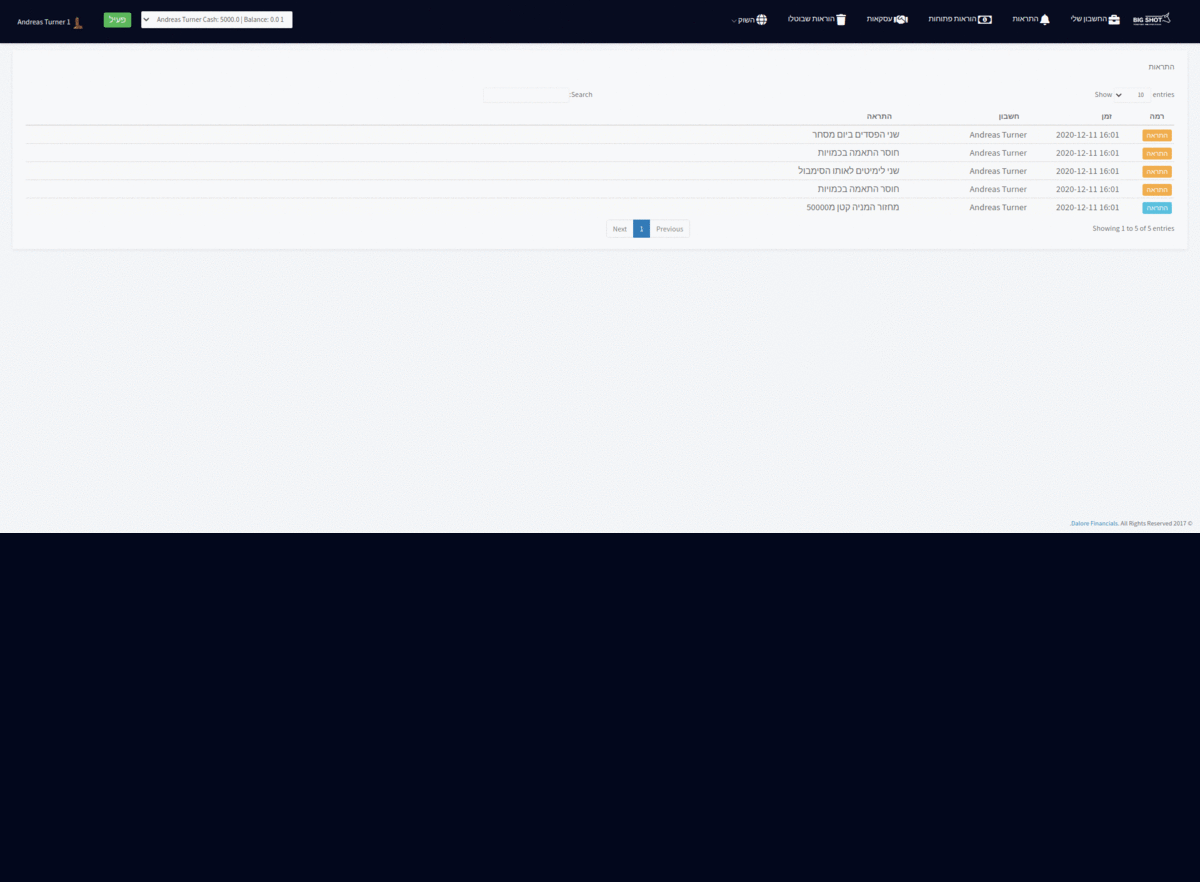 BIG SHOT
החשבון שלי
התראות
הוראות פתוחות
עסקאות
הוראות שבוטלו
השוק
Andreas Turner Cash: 5000.0 | Balance: 0.0 1
פעיל
Andreas Turner 1
התראות
Show 10 entries
Search:
רמה זמן חשבון התראה
התראה 2020-12-11 16:01 Andreas Turner שני הפסדים ביום מסחר
התראה 2020-12-11 16:01 Andreas Turner חוסר התאמה בכמויות
התראה 2020-12-11 16:01 Andreas Turner שני לימיטים לאותו הסימבול
התראה 2020-12-11 16:01 Andreas Turner חוסר התאמה בכמויות
התראה 2020-12-11 16:01 Andreas Turner מחזור המניה קטן מ50000
Showing 1 to 5 of 5 entries
Previous 1 Next
© 2017 Dalore Financials. All Rights Reserved.